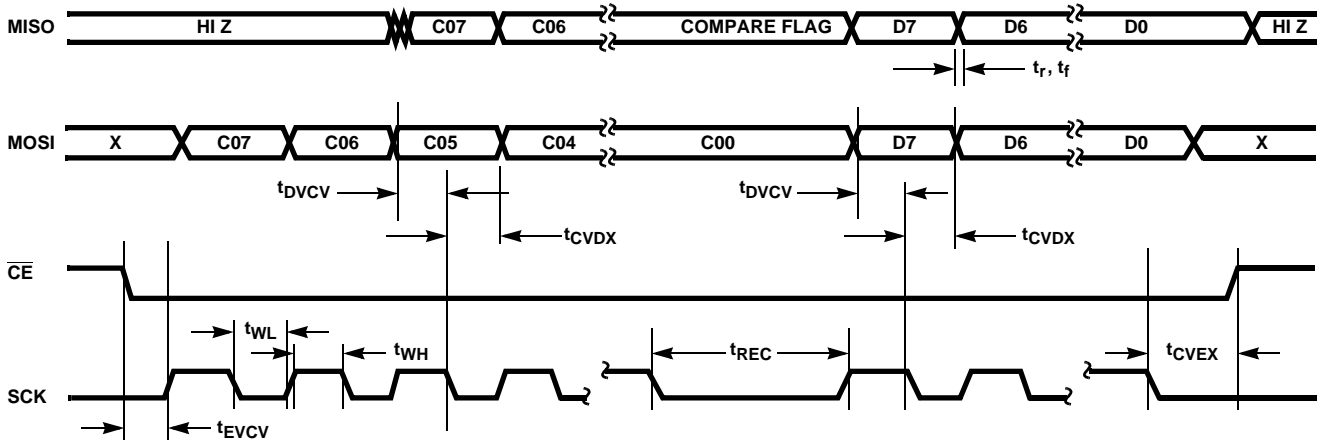 MISO HI Z C07 C06 COMPARE FLAG D7 D6 D0 HI Z
tr, tf
MOSI X C07 C06 C05 C04 C00 D7 D6 D0 X
tDVCV tDVCV
tCVDX tCVDX
CE
tWL
tWH tREC tCVEX
SCK
tEVCV